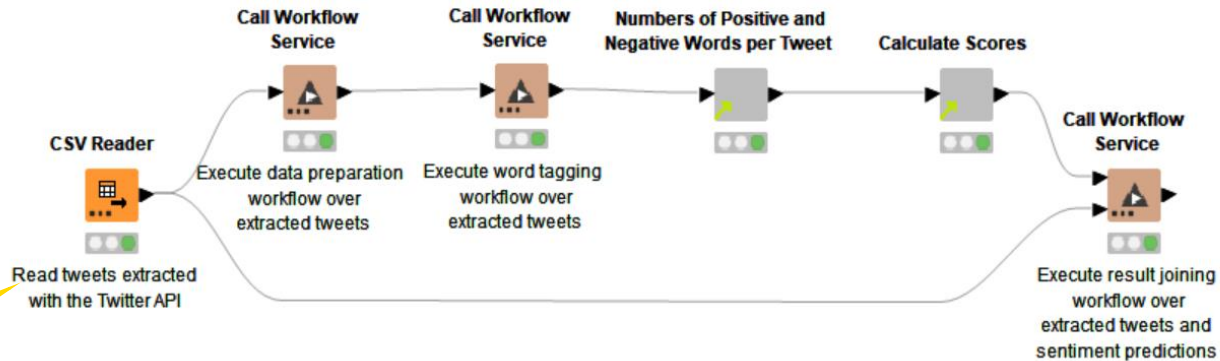 Call Workflow
Service
Call Workflow
Service
Numbers of Positive and
Negative Words per Tweet
Calculate Scores
CSV Reader
Call Workflow
Service
Execute data preparation
workflow over
extracted tweets
Execute word tagging
workflow over
extracted tweets
Read tweets extracted
with the Twitter API
Execute result joining
workflow over
extracted tweets and
sentiment predictions